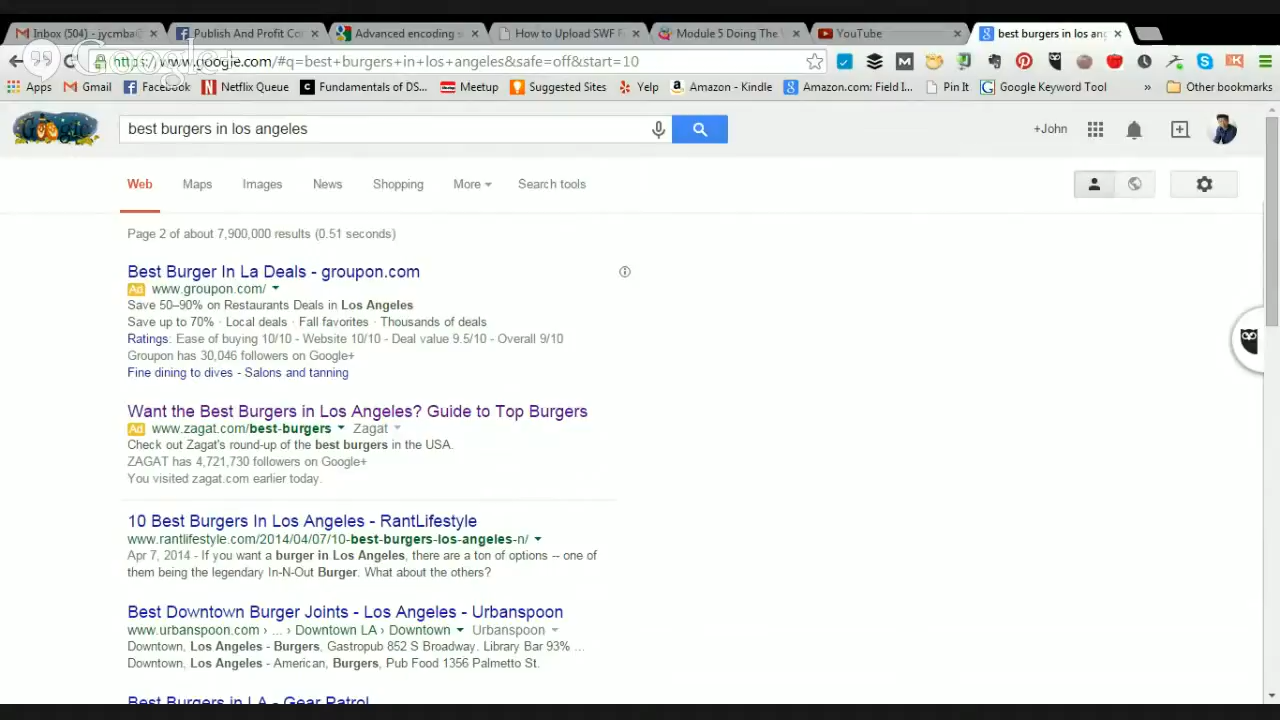 Inbox (504) - jycmba
Publish And Profit Co
Advanced encoding s
How to Upload SWF F
Module 5 Doing The
YouTube
best burgers in los ang
Google+
https://www.google.com/#q=best+burgers+in+los+angeles&safe=off&start=10
Apps
Gmail
Facebook
Netflix Queue
Fundamentals of DS...
Meetup
Suggested Sites
Yelp
Amazon - Kindle
Amazon.com: Field I...
Pin It
Google Keyword Tool
»
Other bookmarks
Google
best burgers in los angeles
+John
Web
Maps
Images
News
Shopping
More
Search tools
Page 2 of about 7,900,000 results (0.51 seconds)
Best Burger In La Deals - groupon.com
Ad www.groupon.com/
Save 50–90% on Restaurants Deals in Los Angeles
Save up to 70% · Local deals · Fall favorites · Thousands of deals
Ratings: Ease of buying 10/10 - Website 10/10 - Deal value 9.5/10 - Overall 9/10
Groupon has 30,046 followers on Google+
Fine dining to dives - Salons and tanning
Want the Best Burgers in Los Angeles? Guide to Top Burgers
Ad www.zagat.com/best-burgers Zagat
Check out Zagat's round-up of the best burgers in the USA.
ZAGAT has 4,721,730 followers on Google+
You visited zagat.com earlier today.
10 Best Burgers In Los Angeles - RantLifestyle
www.rantlifestyle.com/2014/04/07/10-best-burgers-los-angeles-n/
Apr 7, 2014 - If you want a burger in Los Angeles, there are a ton of options -- one of
them being the legendary In-N-Out Burger. What about the others?
Best Downtown Burger Joints - Los Angeles - Urbanspoon
www.urbanspoon.com › ... › Downtown LA › Downtown Urbanspoon
Downtown, Los Angeles - Burgers, Gastropub 852 S Broadway. Library Bar 93% ...
Downtown, Los Angeles - American, Burgers, Pub Food 1356 Palmetto St.
Best Burgers in LA - Gear Patrol